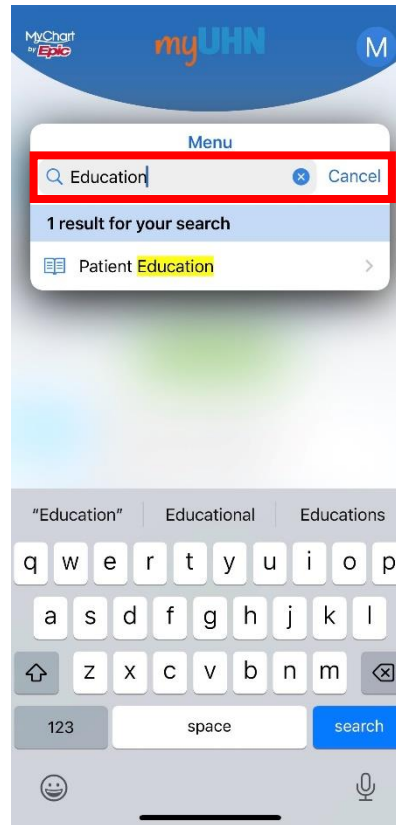 MyChart
by Epic
myUHN
M
Menu
Education
Cancel
1 result for your search
Patient Education
"Education" Educational Educations
q w e r t y u i o p
a s d f g h j k l
z x c v b n m
123 space search